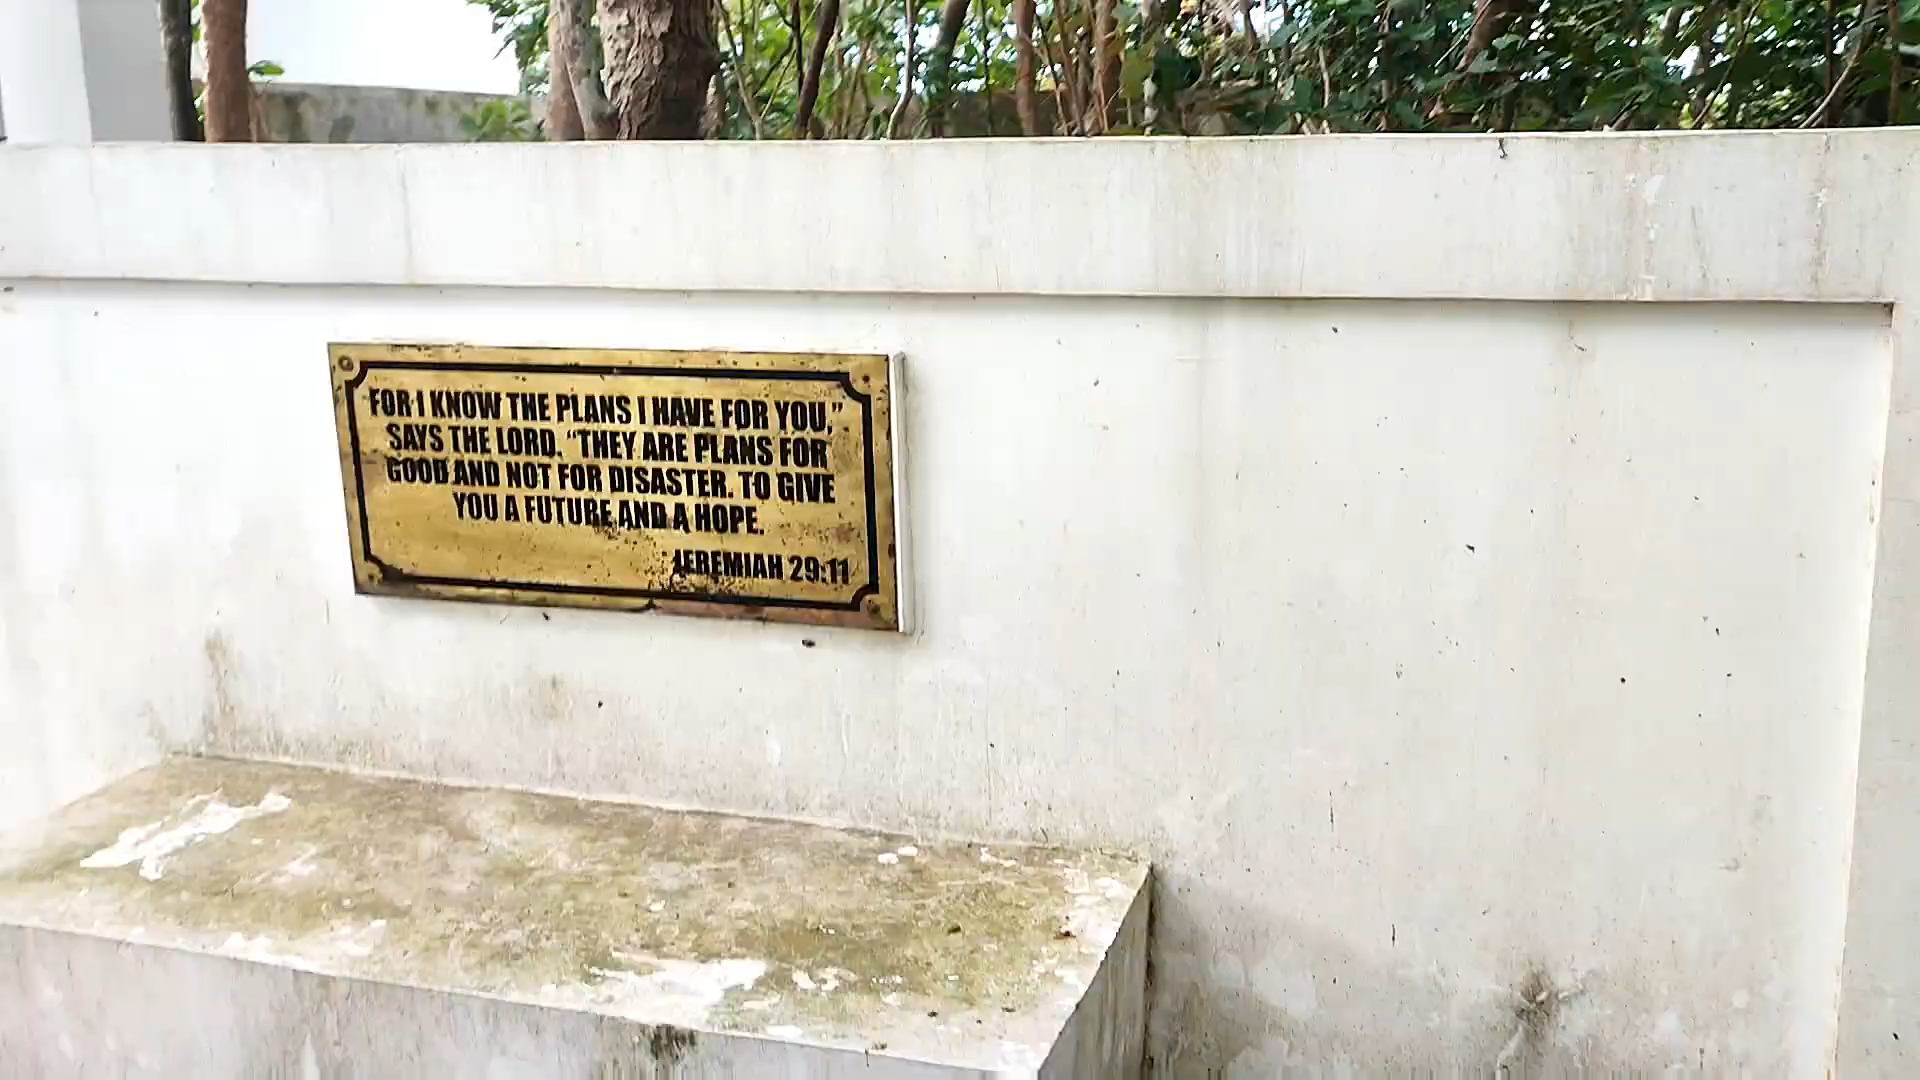 FOR I KNOW THE PLANS I HAVE FOR YOU,”
SAYS THE LORD. “THEY ARE PLANS FOR
GOOD AND NOT FOR DISASTER. TO GIVE
YOU A FUTURE AND A HOPE.
JEREMIAH 29:11